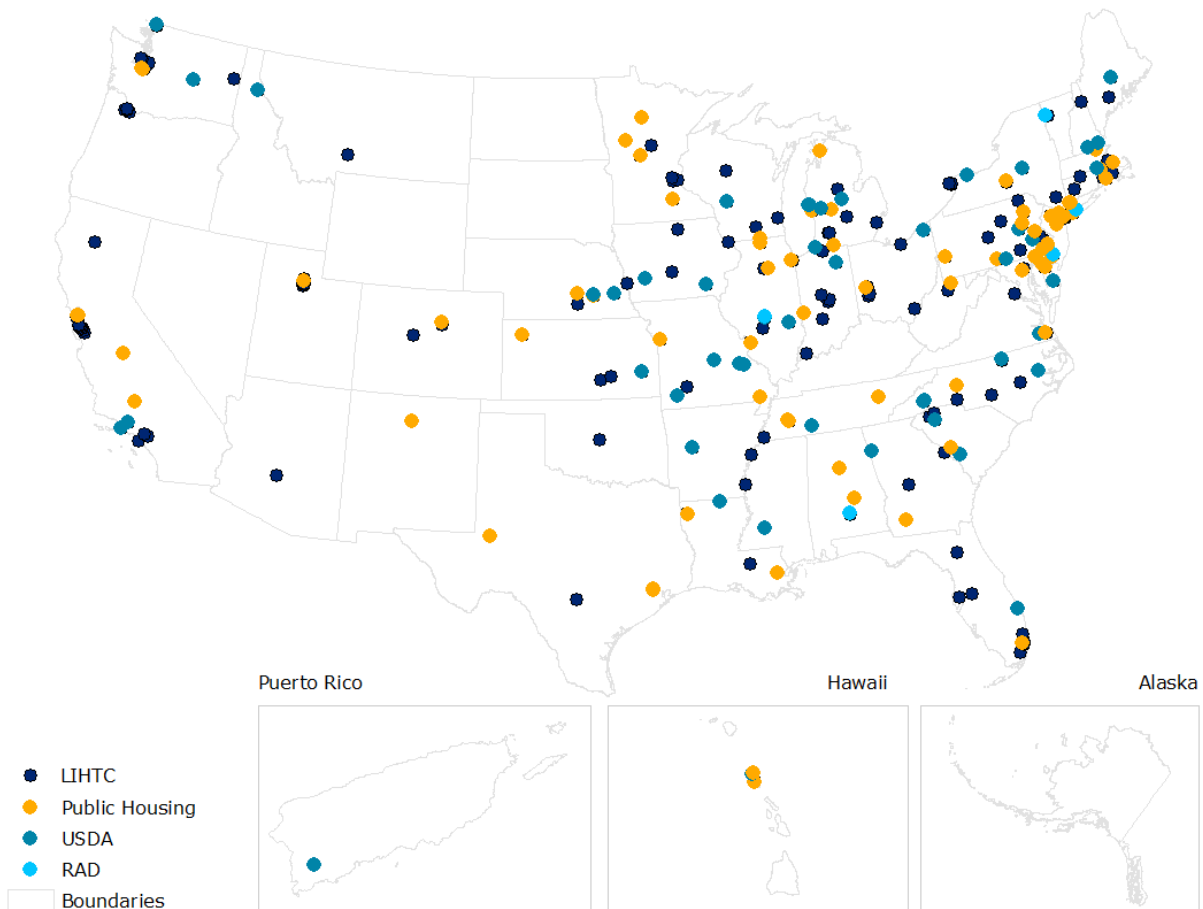 Puerto Rico
Hawaii
Alaska
LIHTC
Public Housing
USDA
RAD
Boundaries